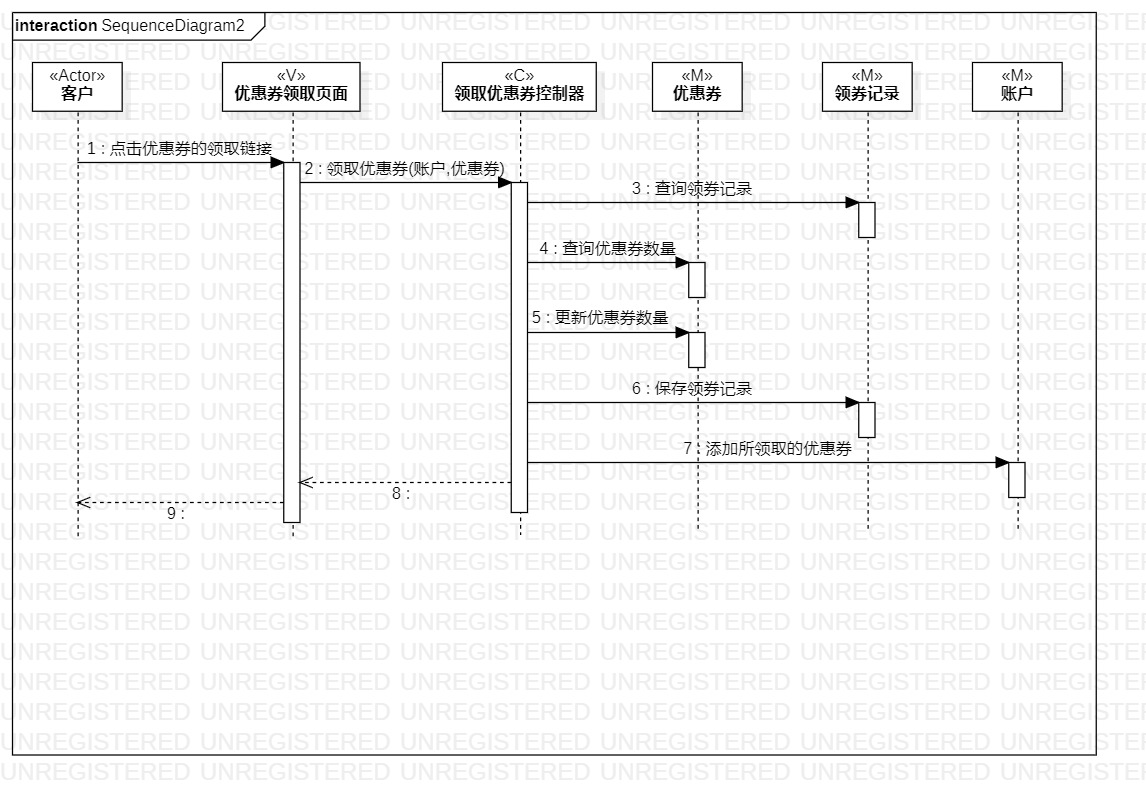 interaction SequenceDiagram2
«Actor»
客户
«V»
优惠券领取页面
«C»
领取优惠券控制器
«M»
优惠券
«M»
领券记录
«M»
账户
1 : 点击优惠券的领取链接
2 : 领取优惠券(账户,优惠券)
3 : 查询领券记录
4 : 查询优惠券数量
5 : 更新优惠券数量
6 : 保存领券记录
7 : 添加所领取的优惠券
8 :
9 :
UNREGISTERED UNREGISTERED UNREGISTERED UNREGISTERED UNREGISTERED